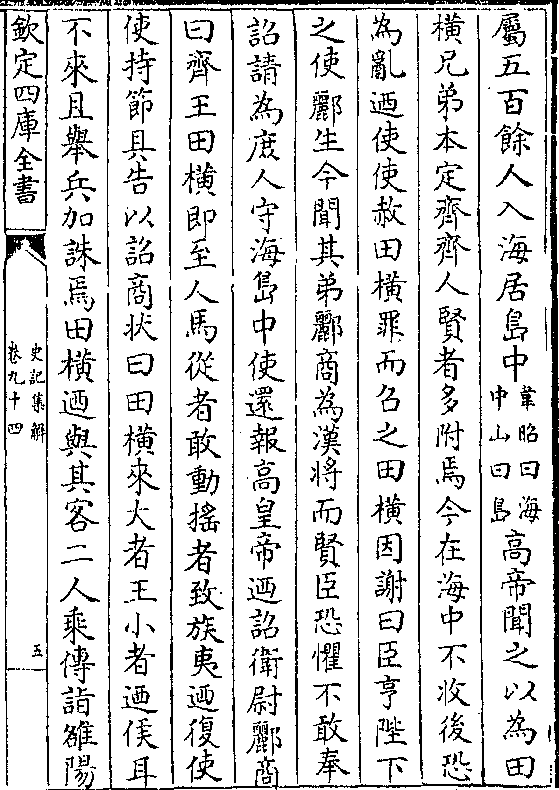 屬五百餘人入海居島中韋昭曰海中山曰島高帝聞之以為田
橫兄弟本定齊齊人賢者多附焉今在海中不收後恐
為亂迺使使赦田橫罪而召之田橫因謝曰臣亨陛下
之使酈生今聞其弟酈商為漢将而賢臣恐懼不敢奉
詔請為庶人守海島中使還報高皇帝迺詔衛尉酈商
曰齊王田橫即至人馬從者敢動搖者致族夷迺復使
使持節具告以詔商狀曰田橫來大者王小者迺侯耳
不來且舉兵加誅焉田橫迺與其客二人乘傳詣雒陽
欽定四庫全書
史記集解
卷九十四
五